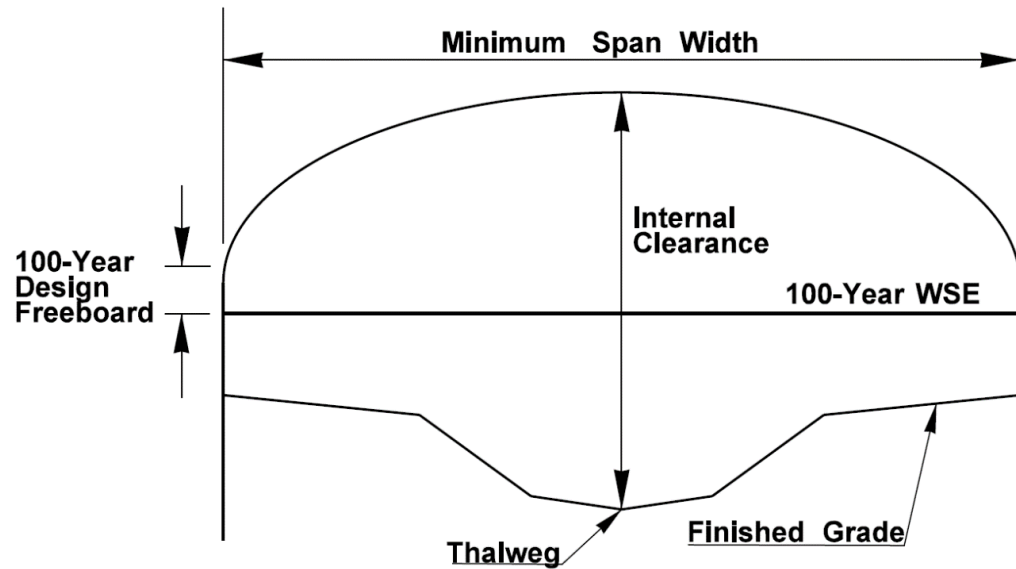 Minimum Span Width
Internal
Clearance
100-Year
Design
Freeboard
100-Year WSE
Finished Grade
Thalweg